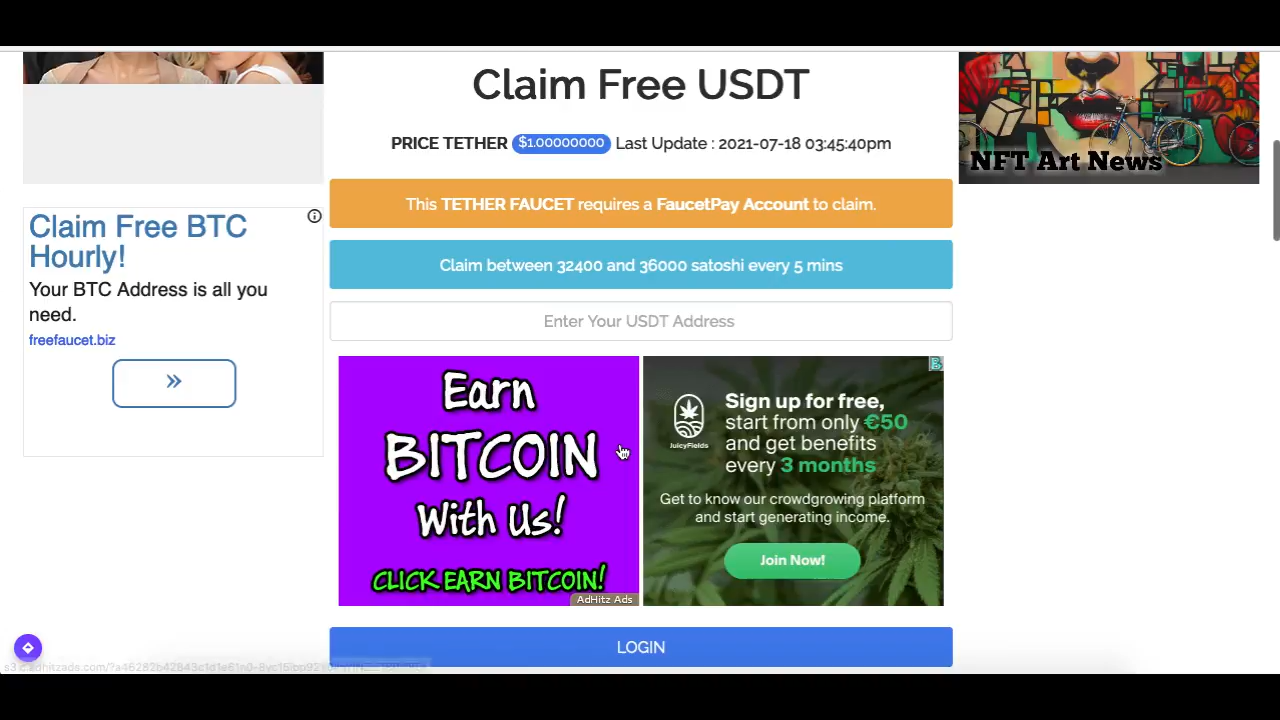 Claim Free USDT
PRICE TETHER $1.00000000 Last Update : 2021-07-18 03:45:40pm
This TETHER FAUCET requires a FaucetPay Account to claim.
Claim between 32400 and 36000 satoshi every 5 mins
Enter Your USDT Address
Claim Free BTC
Hourly!
Your BTC Address is all you
need.
freefaucet.biz
»
NFT Art News
Earn
BITCOIN
With Us!
CLICK EARN BITCOIN!
AdHitz Ads
JuicyFields
Sign up for free,
start from only €50
and get benefits
every 3 months
Get to know our crowdgrowing platform
and start generating income.
Join Now!
LOGIN